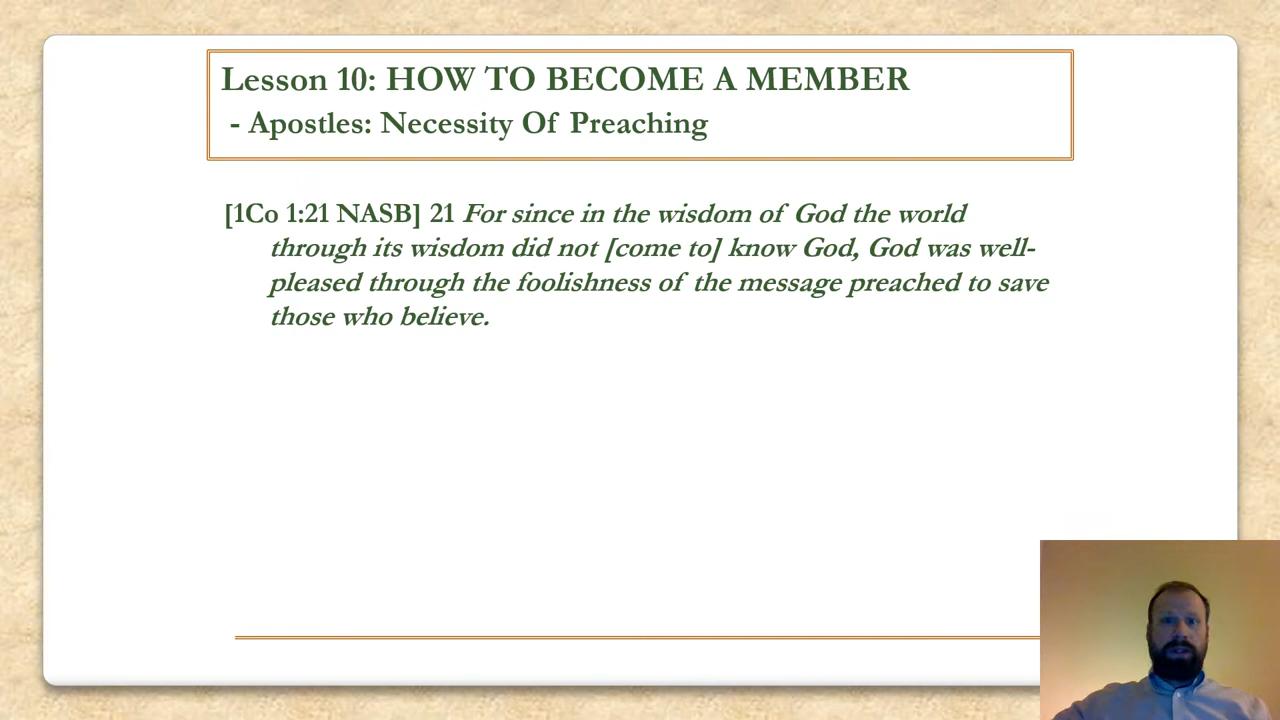 Lesson 10: HOW TO BECOME A MEMBER
- Apostles: Necessity Of Preaching
[1Co 1:21 NASB] 21 For since in the wisdom of God the world
through its wisdom did not [come to] know God, God was well-
pleased through the foolishness of the message preached to save
those who believe.